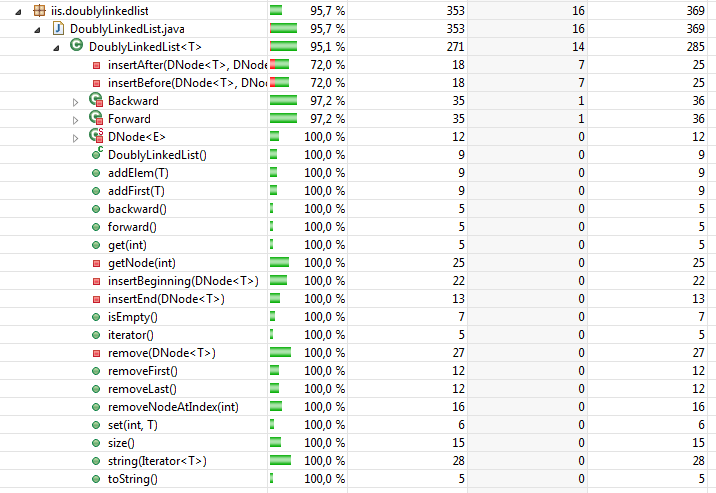 iis.doublylinkedlist 95,7 % 353 16 369
DoublyLinkedList.java 95,7 % 353 16 369
DoublyLinkedList<T> 95,1 % 271 14 285
insertAfter(DNode<T>, DNode 72,0 % 18 7 25
insertBefore(DNode<T>, DNod 72,0 % 18 7 25
Backward 97,2 % 35 1 36
Forward 97,2 % 35 1 36
DNode<E> 100,0 % 12 0 12
DoublyLinkedList() 100,0 % 9 0 9
addElem(T) 100,0 % 9 0 9
addFirst(T) 100,0 % 9 0 9
backward() 100,0 % 5 0 5
forward() 100,0 % 5 0 5
get(int) 100,0 % 5 0 5
getNode(int) 100,0 % 25 0 25
insertBeginning(DNode<T>) 100,0 % 22 0 22
insertEnd(DNode<T>) 100,0 % 13 0 13
isEmpty() 100,0 % 7 0 7
iterator() 100,0 % 5 0 5
remove(DNode<T>) 100,0 % 27 0 27
removeFirst() 100,0 % 12 0 12
removeLast() 100,0 % 12 0 12
removeNodeAtIndex(int) 100,0 % 16 0 16
set(int, T) 100,0 % 6 0 6
size() 100,0 % 15 0 15
string(Iterator<T>) 100,0 % 28 0 28
toString() 100,0 % 5 0 5